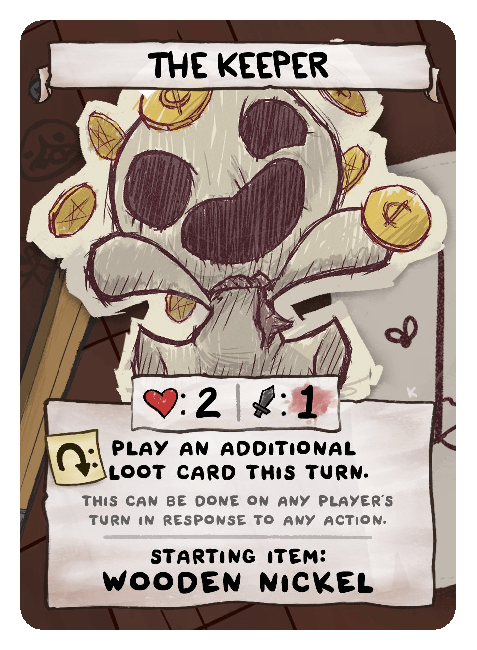 THE KEEPER
2 | 1
PLAY AN ADDITIONAL
LOOT CARD THIS TURN.
THIS CAN BE DONE ON ANY PLAYER'S
TURN IN RESPONSE TO ANY ACTION.
STARTING ITEM:
WOODEN NICKEL
K